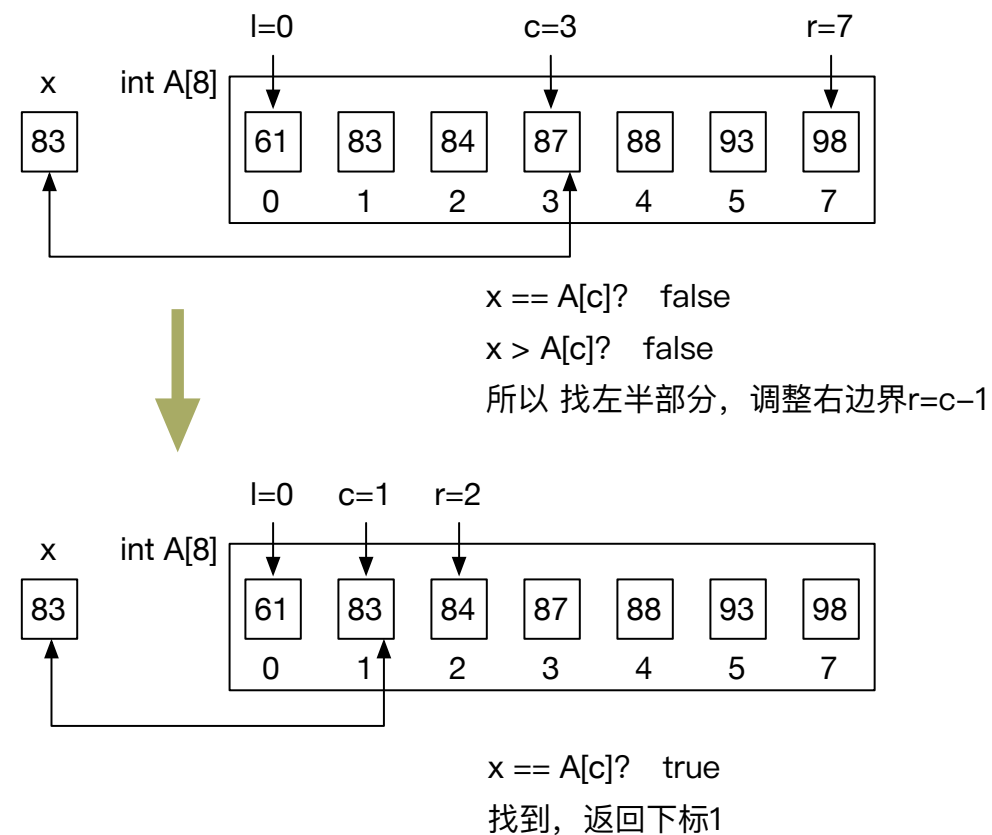 l=0 c=3 r=7
x int A[8]
83 61 83 84 87 88 93 98
0 1 2 3 4 5 7
x == A[c]? false
x > A[c]? false
所以 找左半部分，调整右边界r=c–1
l=0 c=1 r=2
x int A[8]
83 61 83 84 87 88 93 98
0 1 2 3 4 5 7
x == A[c]? true
找到，返回下标1